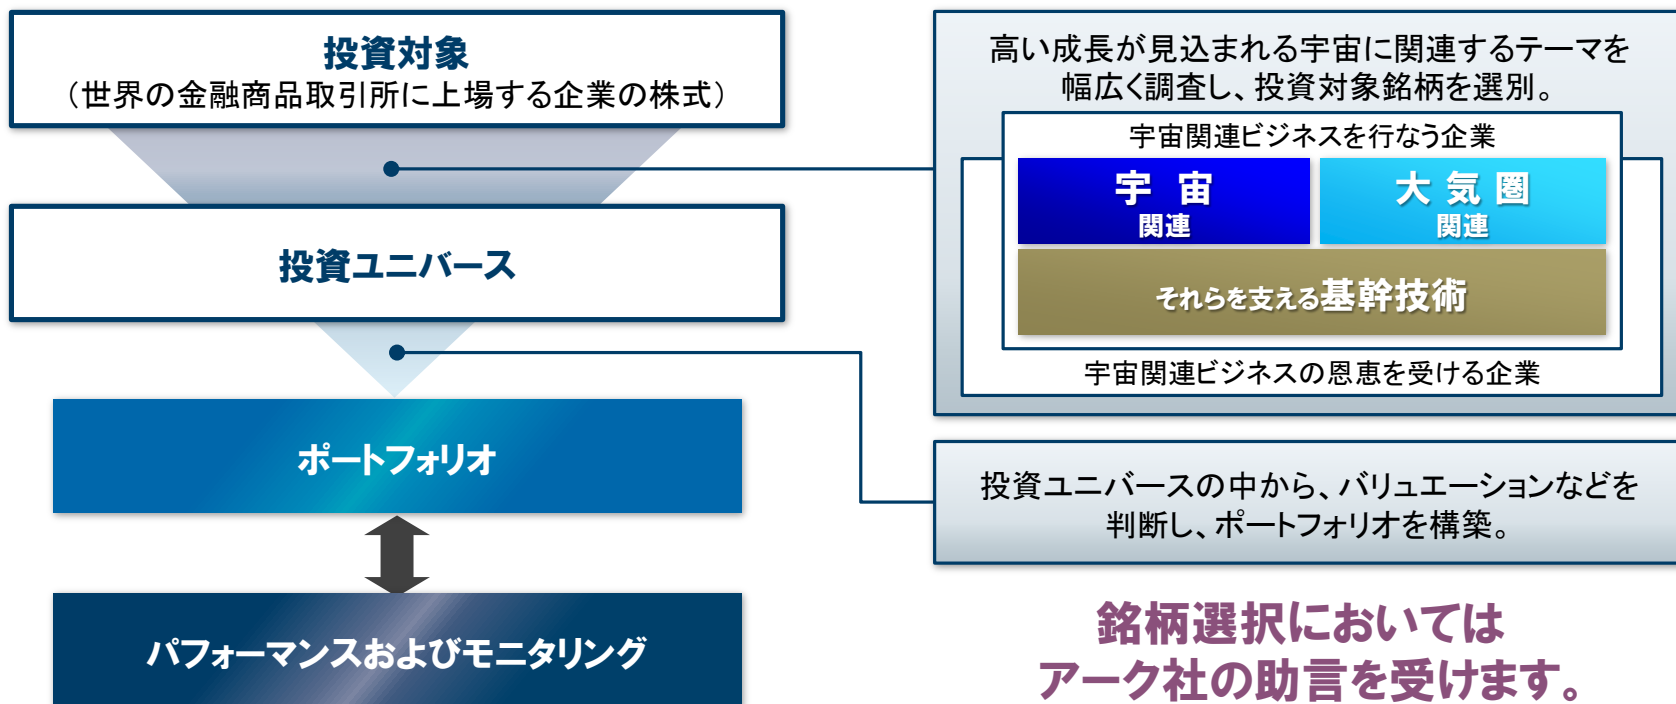 投資対象
（世界の金融商品取引所に上場する企業の株式）
投資ユニバース
ポートフォリオ
パフォーマンスおよびモニタリング
高い成長が見込まれる宇宙に関連するテーマを
幅広く調査し、投資対象銘柄を選別。
宇宙関連ビジネスを行なう企業
宇 宙
関連
大 気 圏
関連
それらを支える基幹技術
宇宙関連ビジネスの恩恵を受ける企業
投資ユニバースの中から、バリュエーションなどを
判断し、ポートフォリオを構築。
銘柄選択においては
アーク社の助言を受けます。